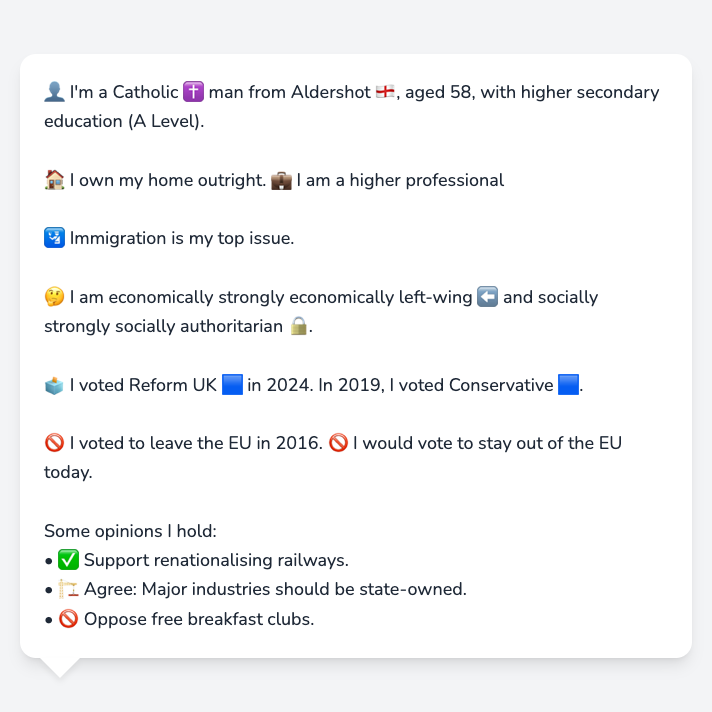 👤 I'm a Catholic ✝️ man from Aldershot 🏴󠁧󠁢󠁥󠁮󠁧󠁿, aged 58, with higher secondary
education (A Level).
🏠 I own my home outright. 💼 I am a higher professional
🛂 Immigration is my top issue.
🤔 I am economically strongly economically left-wing ⬅️ and socially
strongly socially authoritarian 🔒.
🗳️ I voted Reform UK 🟦 in 2024. In 2019, I voted Conservative 🟦.
🚫 I voted to leave the EU in 2016. 🚫 I would vote to stay out of the EU
today.
Some opinions I hold:
• ✅ Support renationalising railways.
• 🏗️ Agree: Major industries should be state-owned.
• 🚫 Oppose free breakfast clubs.